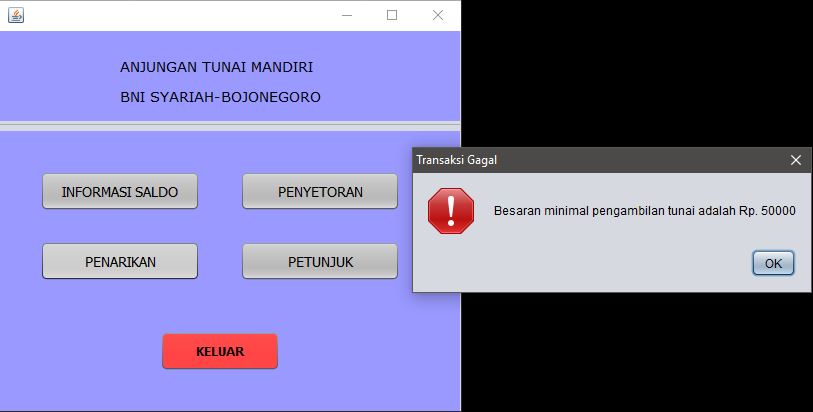 ANJUNGAN TUNAI MANDIRI
BNI SYARIAH-BOJONEGORO
INFORMASI SALDO
PENYETORAN
PENARIKAN
PETUNJUK
KELUAR
Transaksi Gagal
Besaran minimal pengambilan tunai adalah Rp. 50000
OK